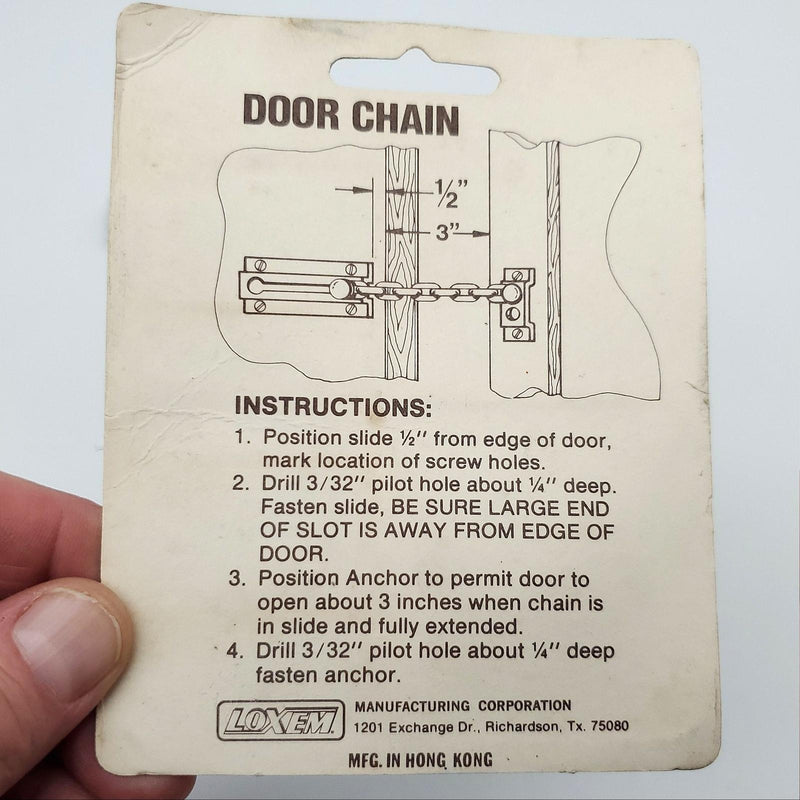 DOOR CHAIN
1/2"
3"
INSTRUCTIONS:
1. Position slide ½" from edge of door,
mark location of screw holes.
2. Drill 3/32" pilot hole about ¼" deep.
Fasten slide, BE SURE LARGE END
OF SLOT IS AWAY FROM EDGE OF
DOOR.
3. Position Anchor to permit door to
open about 3 inches when chain is
in slide and fully extended.
4. Drill 3/32" pilot hole about ¼" deep
fasten anchor.
LOXEM MANUFACTURING CORPORATION
1201 Exchange Dr., Richardson, Tx. 75080
MFG. IN HONG KONG